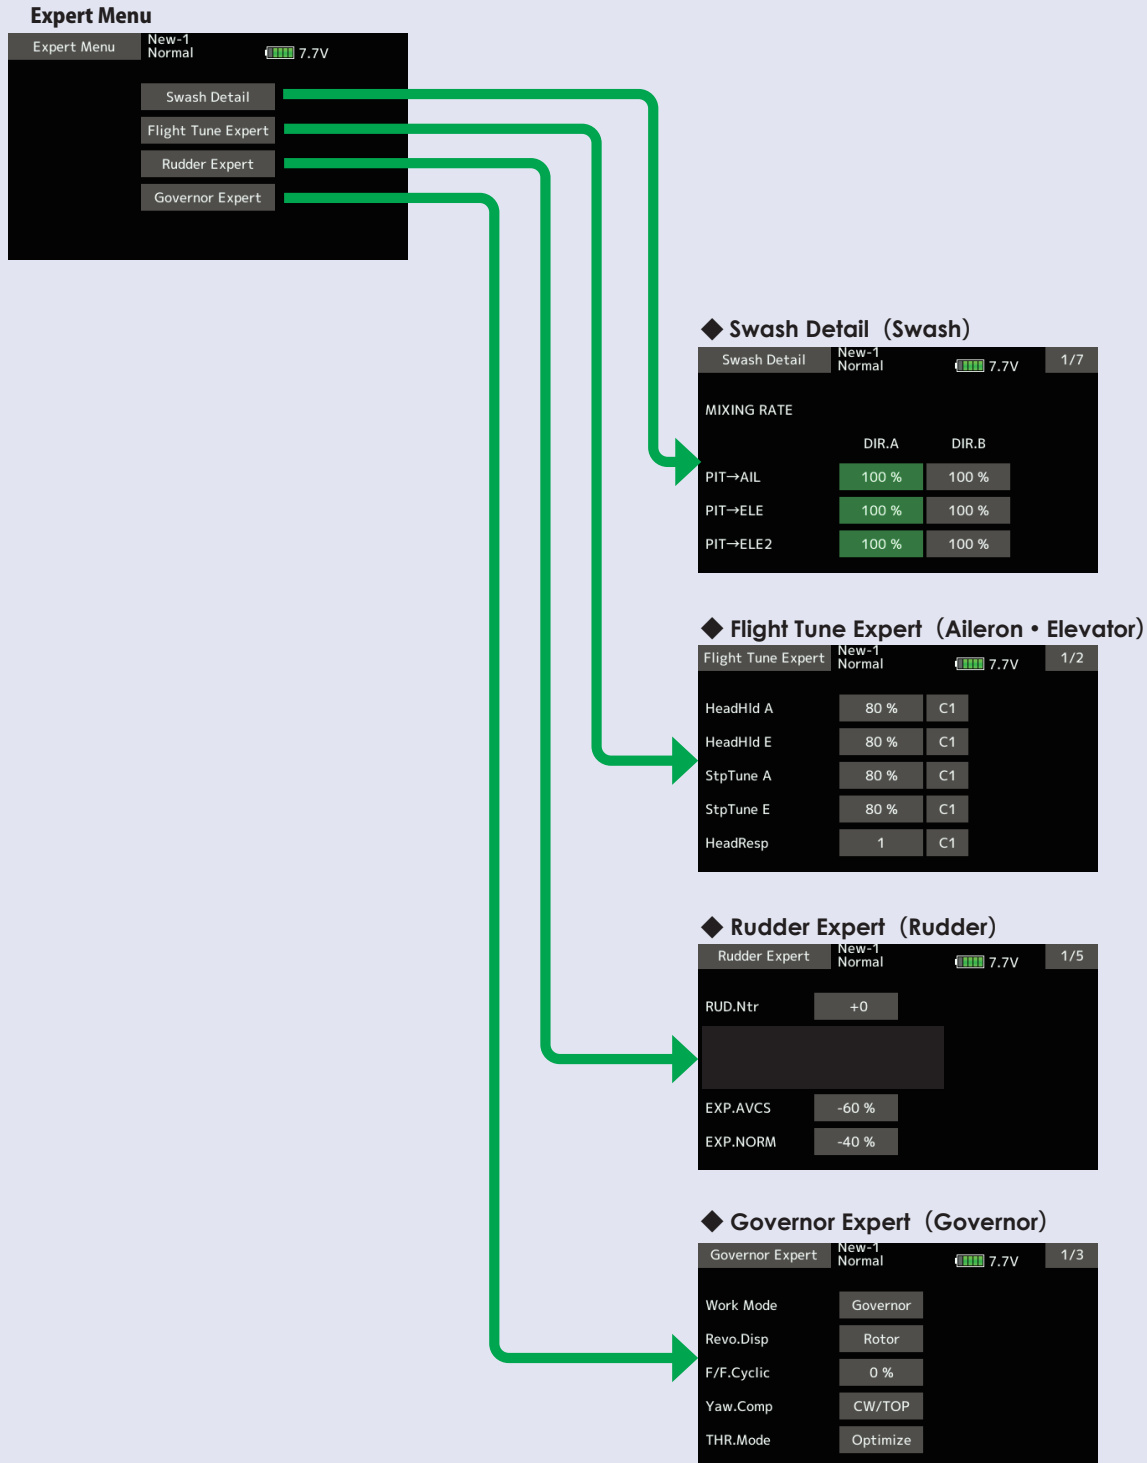 Expert Menu
Expert Menu New-1 Normal 7.7V
Swash Detail
Flight Tune Expert
Rudder Expert
Governor Expert
◆ Swash Detail（Swash）
Swash Detail New-1 Normal 7.7V 1/7
MIXING RATE
DIR.A DIR.B
PIT→AIL 100 % 100 %
PIT→ELE 100 % 100 %
PIT→ELE2 100 % 100 %
◆ Flight Tune Expert（Aileron・Elevator）
Flight Tune Expert New-1 Normal 7.7V 1/2
HeadHld A 80 % C1
HeadHld E 80 % C1
StpTune A 80 % C1
StpTune E 80 % C1
HeadResp 1 C1
◆ Rudder Expert（Rudder）
Rudder Expert New-1 Normal 7.7V 1/5
RUD.Ntr +0
EXP.AVCS -60 %
EXP.NORM -40 %
◆ Governor Expert（Governor）
Governor Expert New-1 Normal 7.7V 1/3
Work Mode Governor
Revo.Disp Rotor
F/F.Cyclic 0 %
Yaw.Comp CW/TOP
THR.Mode Optimize